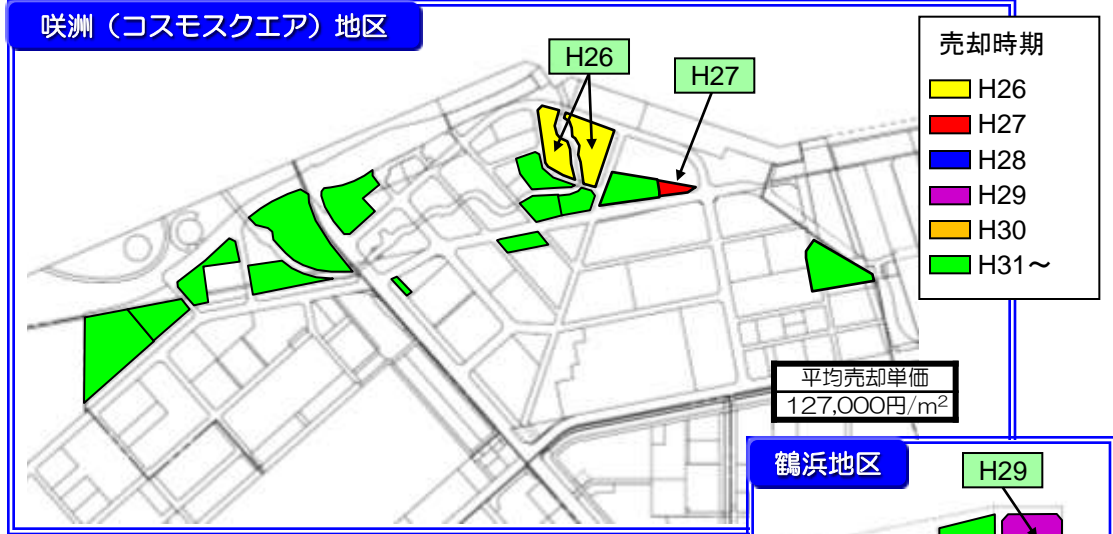 咲洲（コスモスクエア）地区
H26
H27
売却時期
H26
H27
H28
H29
H30
H31～
平均売却単価
127,000円/m²
鶴浜地区
H29